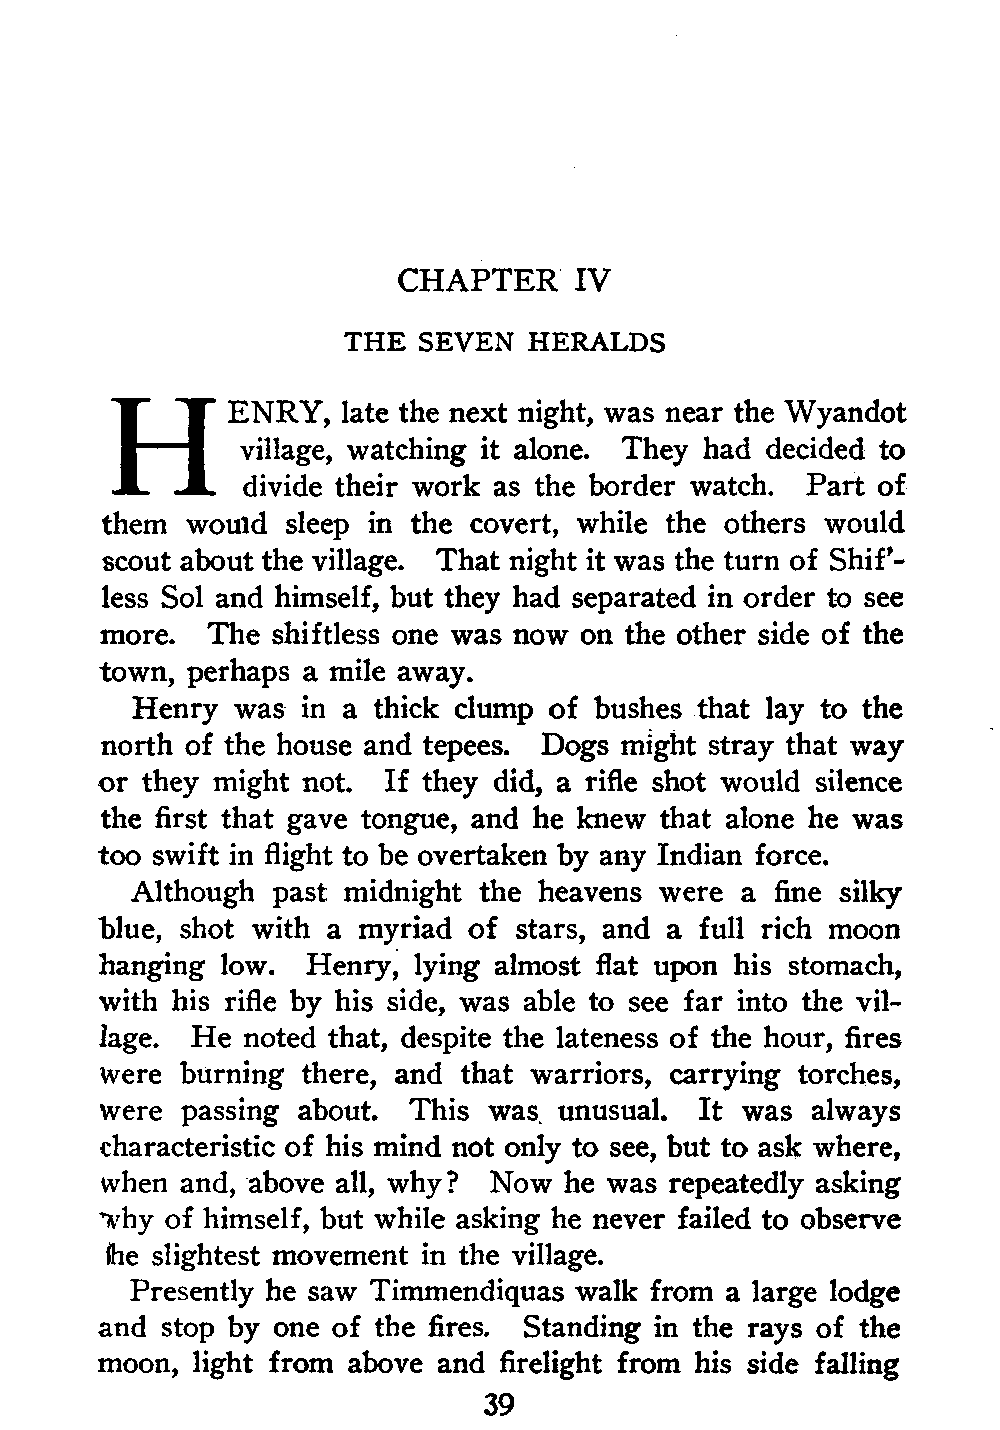 CHAPTER IV
THE SEVEN HERALDS
HENRY, late the next night, was near the Wyandot
village, watching it alone. They had decided to
divide their work as the border watch. Part of
them would sleep in the covert, while the others would
scout about the village. That night it was the turn of Shif'-
less Sol and himself, but they had separated in order to see
more. The shiftless one was now on the other side of the
town, perhaps a mile away.
Henry was in a thick clump of bushes that lay to the
north of the house and tepees. Dogs might stray that way
or they might not. If they did, a rifle shot would silence
the first that gave tongue, and he knew that alone he was
too swift in flight to be overtaken by any Indian force.
Although past midnight the heavens were a fine silky
blue, shot with a myriad of stars, and a full rich moon
hanging low. Henry, lying almost flat upon his stomach,
with his rifle by his side, was able to see far into the vil-
lage. He noted that, despite the lateness of the hour, fires
were burning there, and that warriors, carrying torches,
were passing about. This was unusual. It was always
characteristic of his mind not only to see, but to ask where,
when and, above all, why? Now he was repeatedly asking
why of himself, but while asking he never failed to observe
the slightest movement in the village.
Presently he saw Timmendiquas walk from a large lodge
and stop by one of the fires. Standing in the rays of the
moon, light from above and firelight from his side falling
39